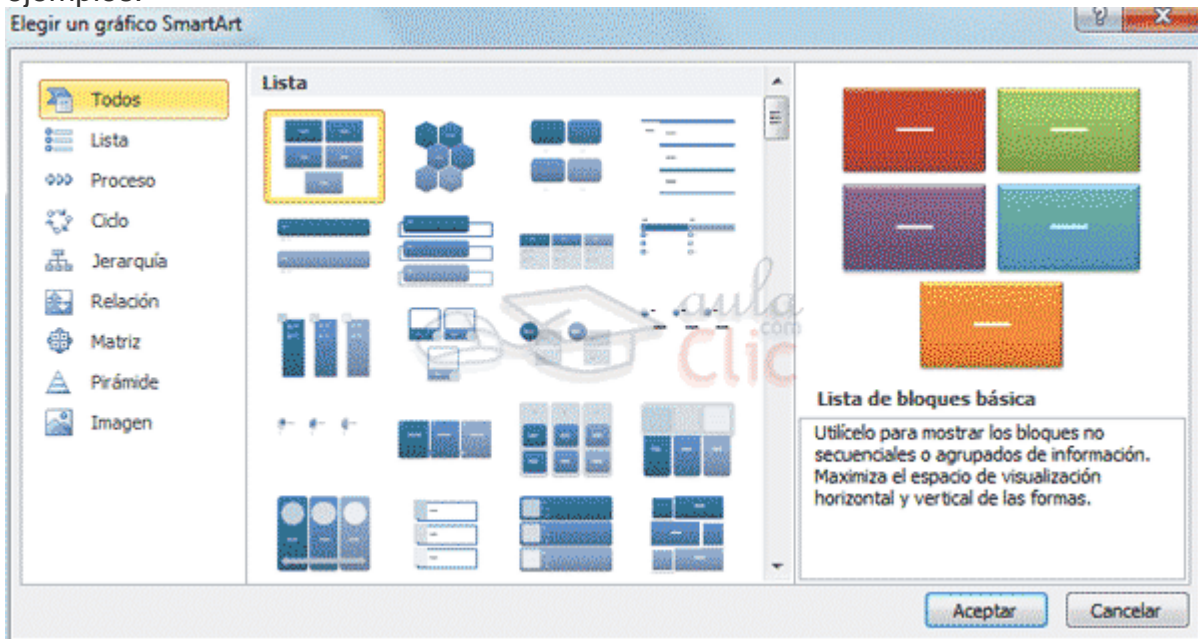 ejemplos.
Elegir un gráfico SmartArt
Todos
Lista
Proceso
Ciclo
Jerarquía
Relación
Matriz
Pirámide
Imagen
Lista
aula
.com
Clic
Lista de bloques básica
Utilícelo para mostrar los bloques no
secuenciales o agrupados de información.
Maximiza el espacio de visualización
horizontal y vertical de las formas.
Aceptar
Cancelar